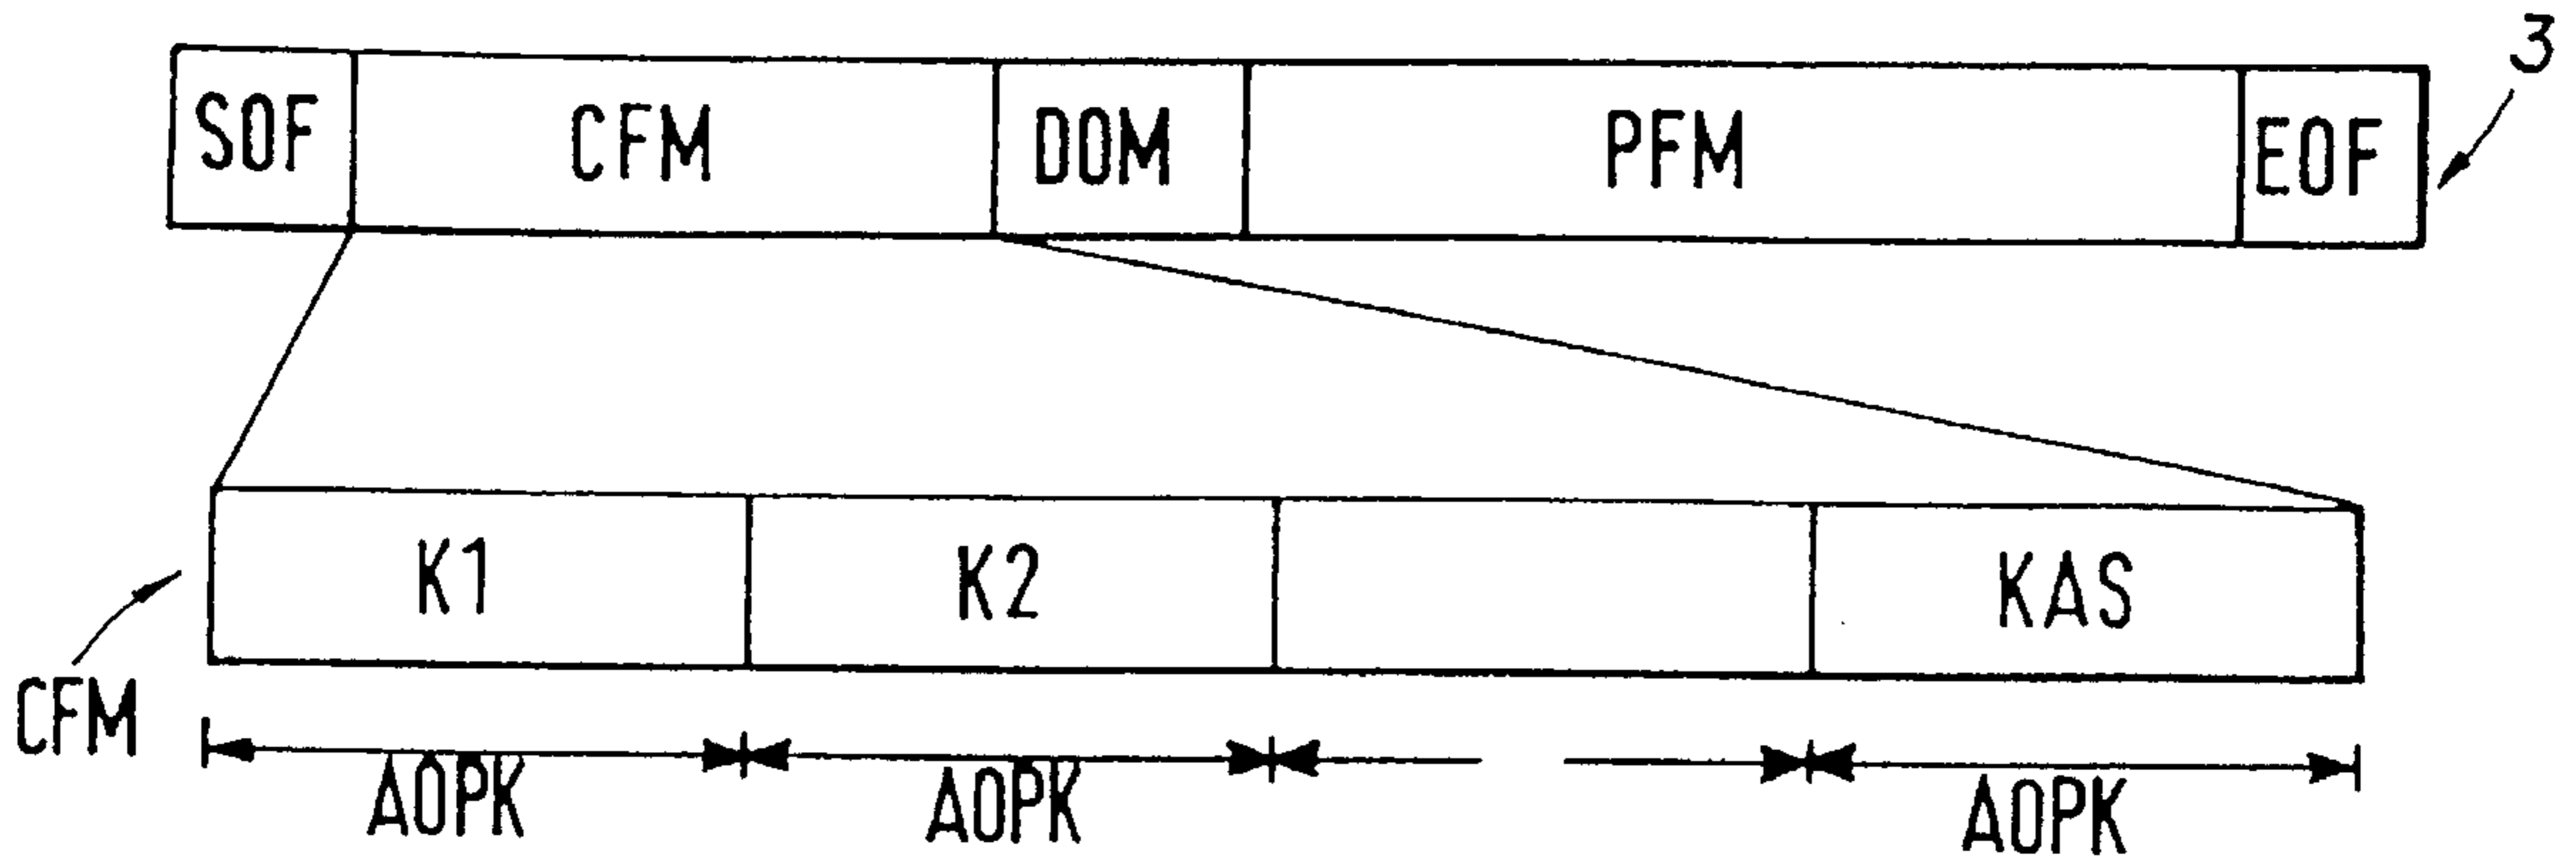 3
SOF CFM DOM PFM EOF
K1 K2 KAS
CFM
AOPK AOPK AOPK